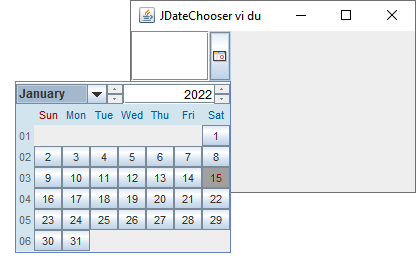 JDateChooser vi du
January 2022
Sun Mon Tue Wed Thu Fri Sat
01 1
02 2 3 4 5 6 7 8
03 9 10 11 12 13 14 15
04 16 17 18 19 20 21 22
05 23 24 25 26 27 28 29
06 30 31